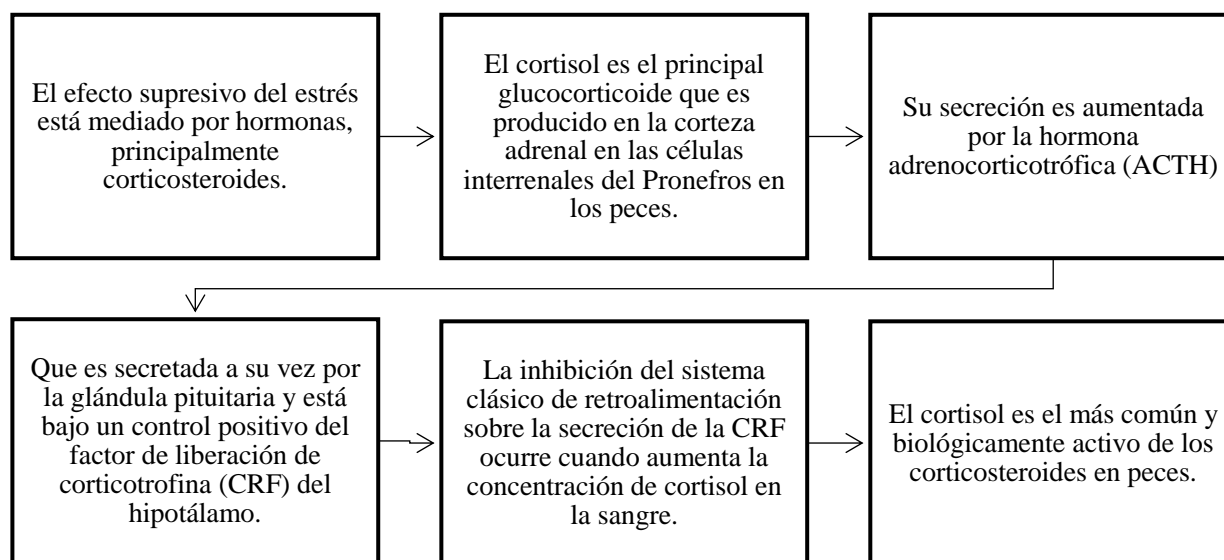 El efecto supresivo del estrés
está mediado por hormonas,
principalmente
corticosteroides.
El cortisol es el principal
glucocorticoide que es
producido en la corteza
adrenal en las células
interrenales del Pronefros en
los peces.
Su secreción es aumentada
por la hormona
adrenocorticotrófica (ACTH)
Que es secretada a su vez por
la glándula pituitaria y está
bajo un control positivo del
factor de liberación de
corticotrofina (CRF) del
hipotálamo.
La inhibición del sistema
clásico de retroalimentación
sobre la secreción de la CRF
ocurre cuando aumenta la
concentración de cortisol en
la sangre.
El cortisol es el más común y
biológicamente activo de los
corticosteroides en peces.